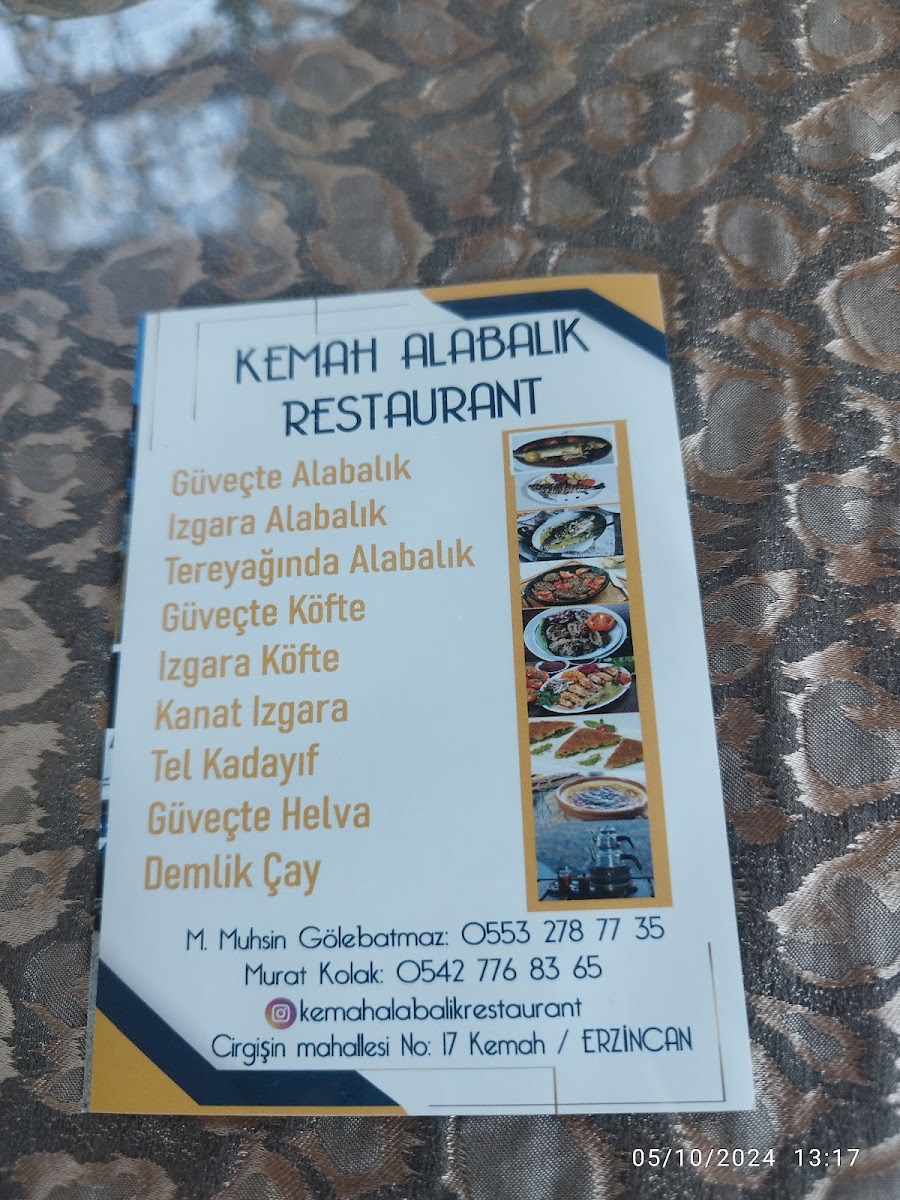 KEMAH ALABALIK
RESTAURANT
Güveçte Alabalık
Izgara Alabalık
Tereyağında Alabalık
Güveçte Köfte
Izgara Köfte
Kanat Izgara
Tel Kadayıf
Güveçte Helva
Demlik Çay
M. Muhsin Gölebatmaz: 0553 278 77 35
Murat Kolak: 0542 776 83 65
kemahalabalikrestaurant
Cirgişin mahallesi No: 17 Kemah / ERZİNCAN
05/10/2024 13:17